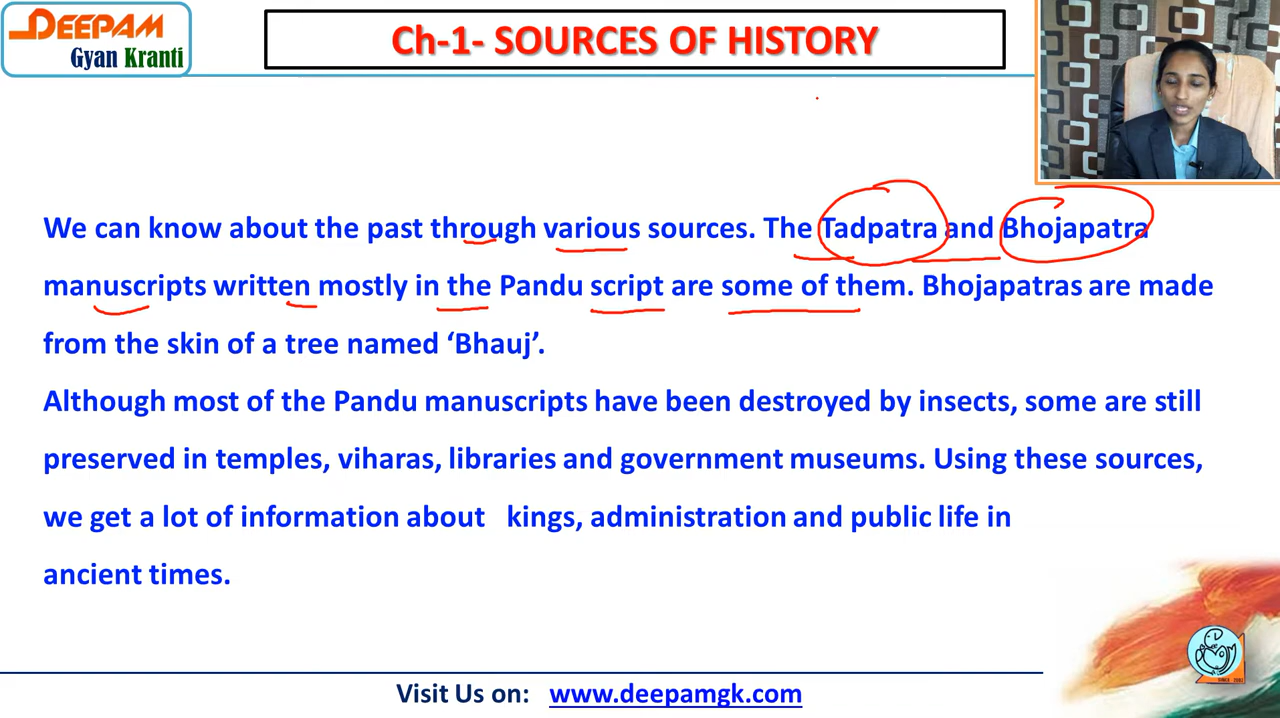 DEEPAM
Gyan Kranti
Ch-1- SOURCES OF HISTORY
We can know about the past through various sources. The Tadpatra and Bhojapatra
manuscripts written mostly in the Pandu script are some of them. Bhojapatras are made
from the skin of a tree named ‘Bhauj’.
Although most of the Pandu manuscripts have been destroyed by insects, some are still
preserved in temples, viharas, libraries and government museums. Using these sources,
we get a lot of information about kings, administration and public life in
ancient times.
Visit Us on: www.deepamgk.com